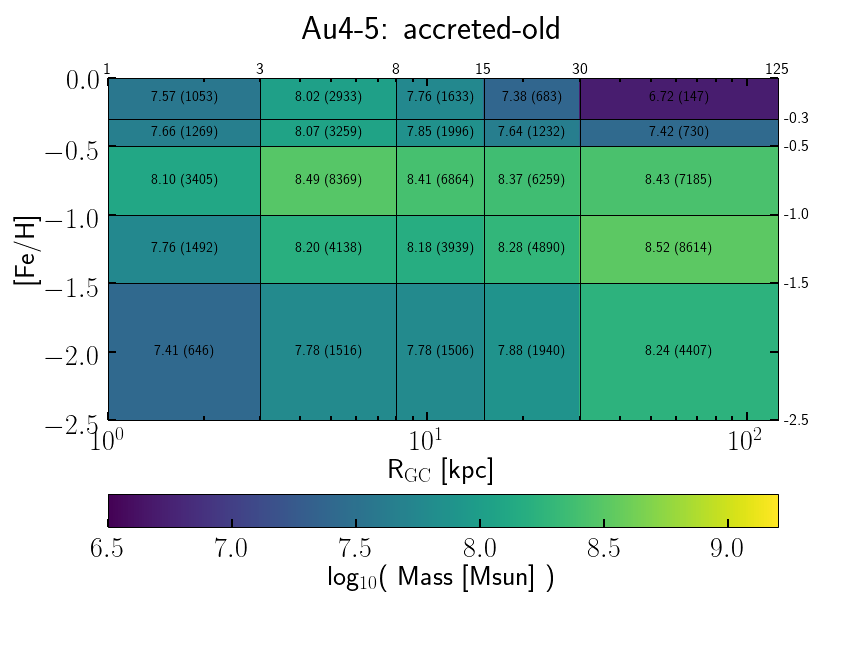 Au4-5: accreted-old
1 3 8 15 30 125
0.0
7.57 (1053) 8.02 (2933) 7.76 (1633) 7.38 (683) 6.72 (147)
-0.3
7.66 (1269) 8.07 (3259) 7.85 (1996) 7.64 (1232) 7.42 (730)
−0.5 -0.5
8.10 (3405) 8.49 (8369) 8.41 (6864) 8.37 (6259) 8.43 (7185)
−1.0 -1.0
[Fe/H]
7.76 (1492) 8.20 (4138) 8.18 (3939) 8.28 (4890) 8.52 (8614)
−1.5 -1.5
7.41 (646) 7.78 (1516) 7.78 (1506) 7.88 (1940) 8.24 (4407)
−2.0
−2.5 -2.5
10⁰ 10¹ 10²
R_GC [kpc]
6.5 7.0 7.5 8.0 8.5 9.0
log₁₀( Mass [Msun] )